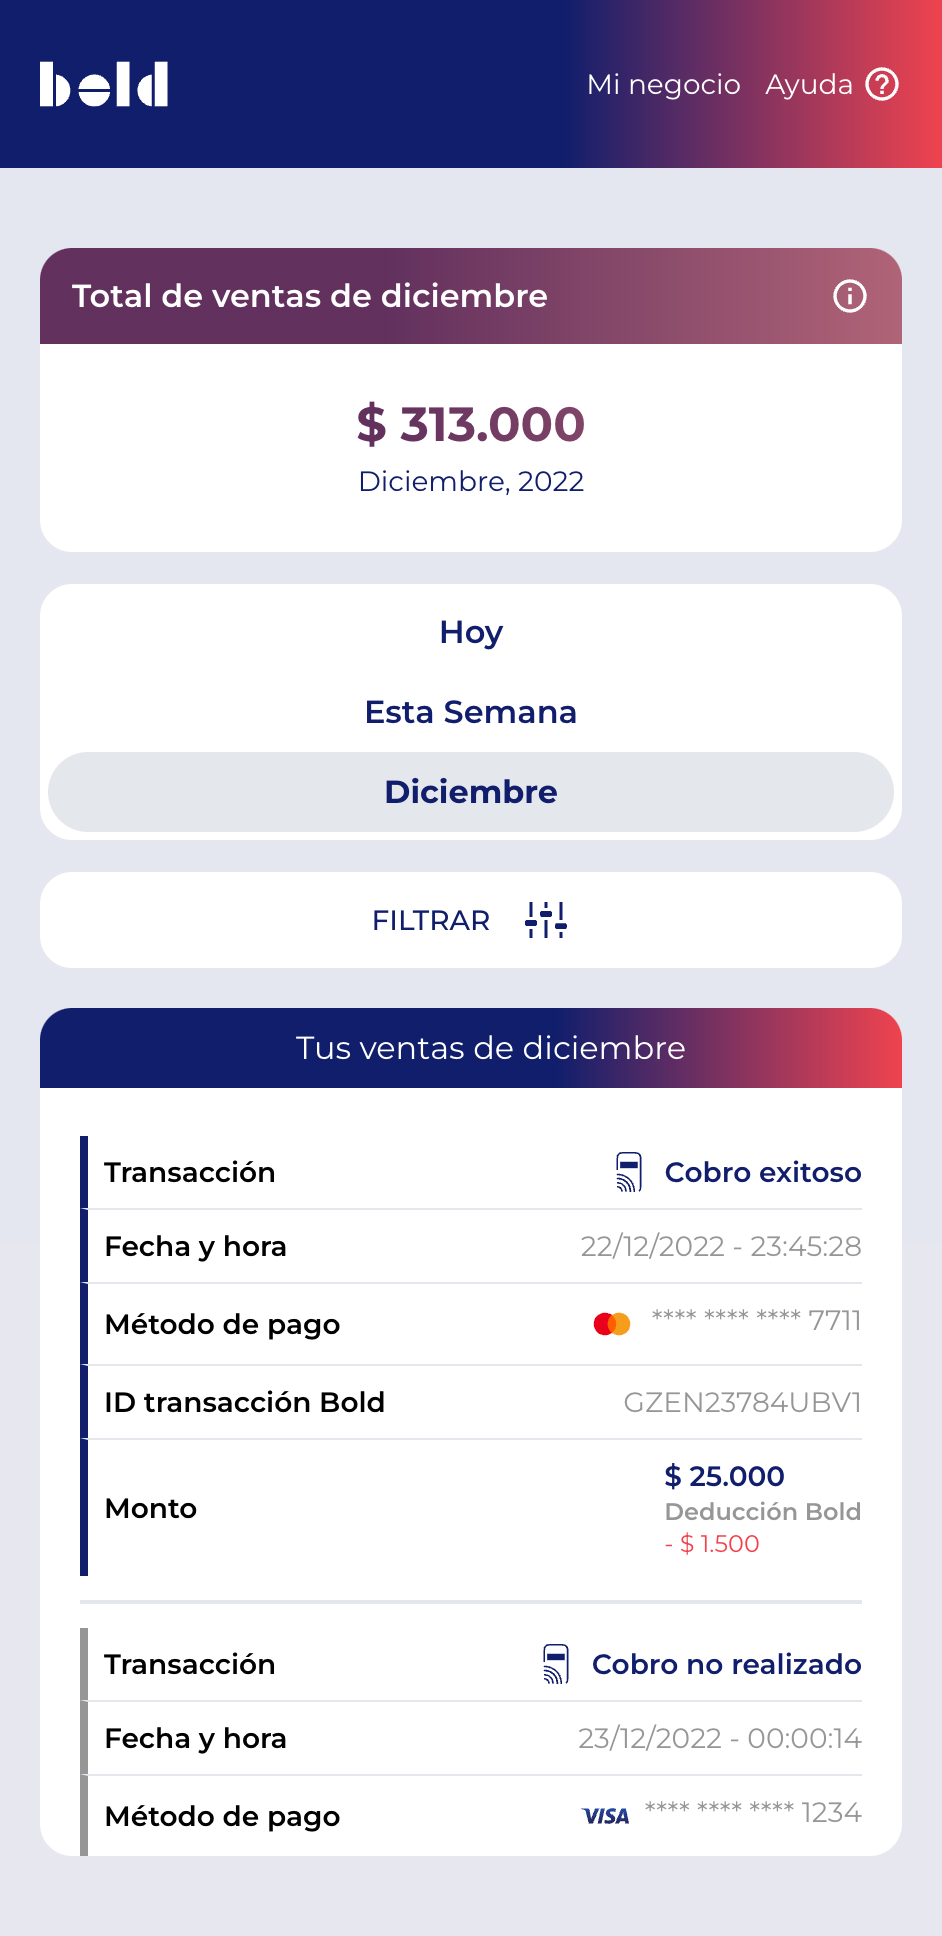 bold
Mi negocio Ayuda
Total de ventas de diciembre
$ 313.000
Diciembre, 2022
Hoy
Esta Semana
Diciembre
FILTRAR
Tus ventas de diciembre
Transacción Cobro exitoso
Fecha y hora 22/12/2022 - 23:45:28
Método de pago **** **** **** 7711
ID transacción Bold GZEN23784UBV1
Monto $ 25.000
Deducción Bold
- $ 1.500
Transacción Cobro no realizado
Fecha y hora 23/12/2022 - 00:00:14
Método de pago VISA **** **** **** 1234